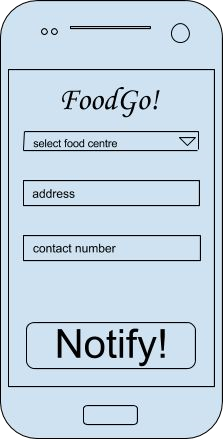 FoodGo!
select food centre
address
contact number
Notify!